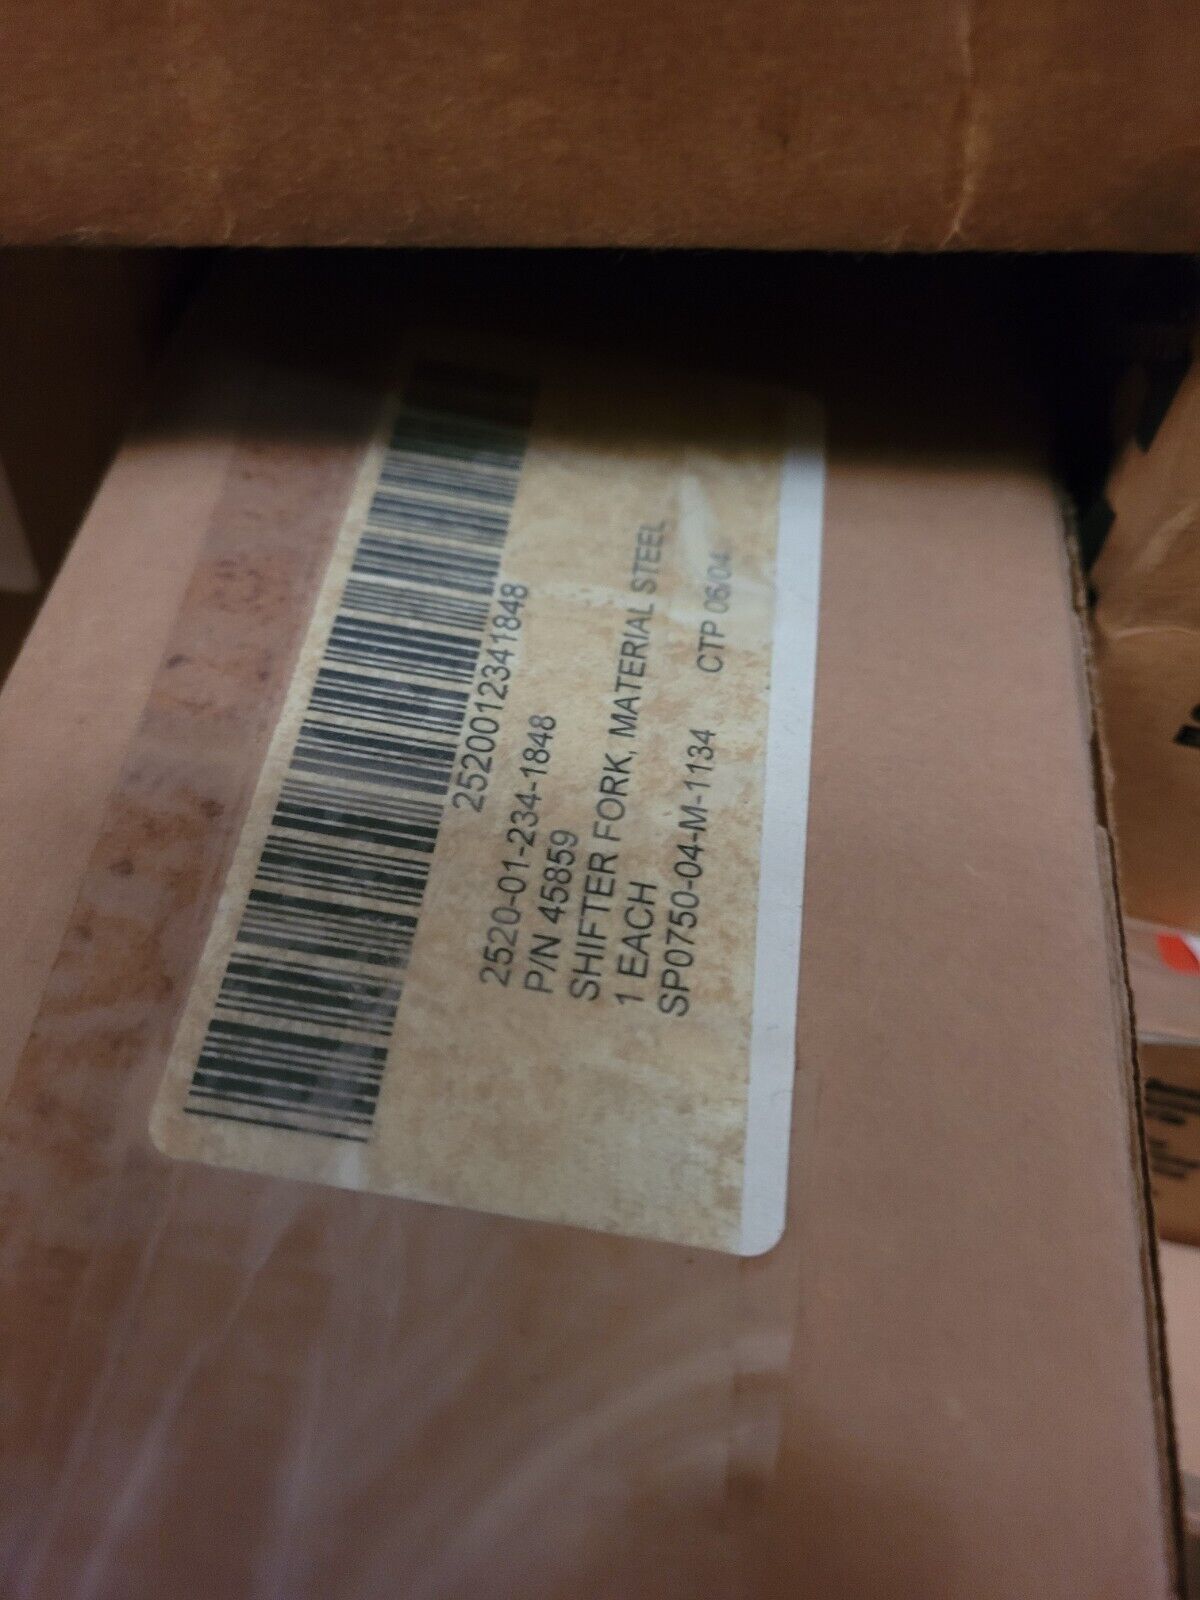 2520012341848
2520-01-234-1848
P/N 45859
SHIFTER FORK, MATERIAL STEEL
1 EACH
SP0750-04-M-1134 CTP 06/04